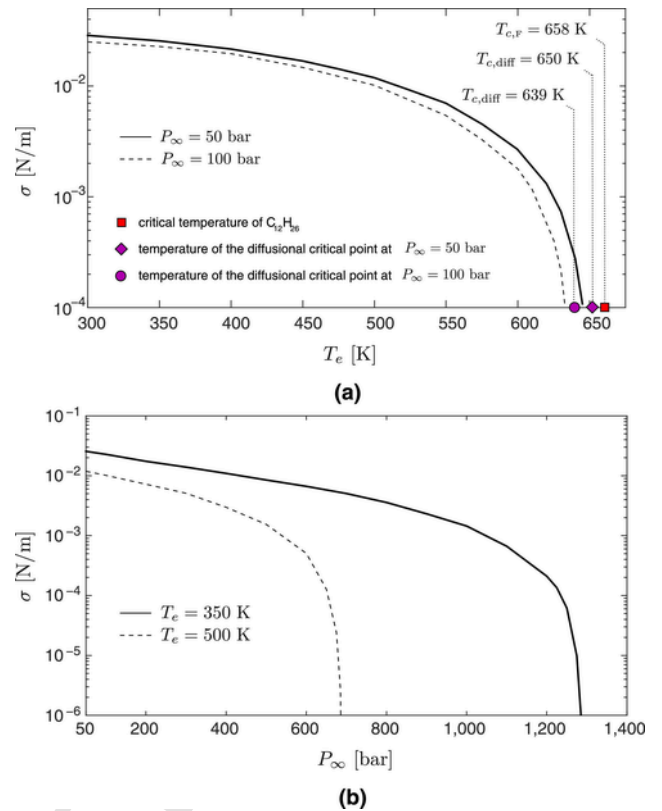 T_{c,F} = 658 K
T_{c,diff} = 650 K
T_{c,diff} = 639 K
10^{-2}
10^{-3}
10^{-4}
σ [N/m]
P_∞ = 50 bar
P_∞ = 100 bar
critical temperature of C_{12}H_{26}
temperature of the diffusional critical point at P_∞ = 50 bar
temperature of the diffusional critical point at P_∞ = 100 bar
300 350 400 450 500 550 600 650
T_e [K]
(a)
10^{-1}
10^{-2}
10^{-3}
10^{-4}
10^{-5}
10^{-6}
σ [N/m]
T_e = 350 K
T_e = 500 K
50 200 400 600 800 1,000 1,200 1,400
P_∞ [bar]
(b)